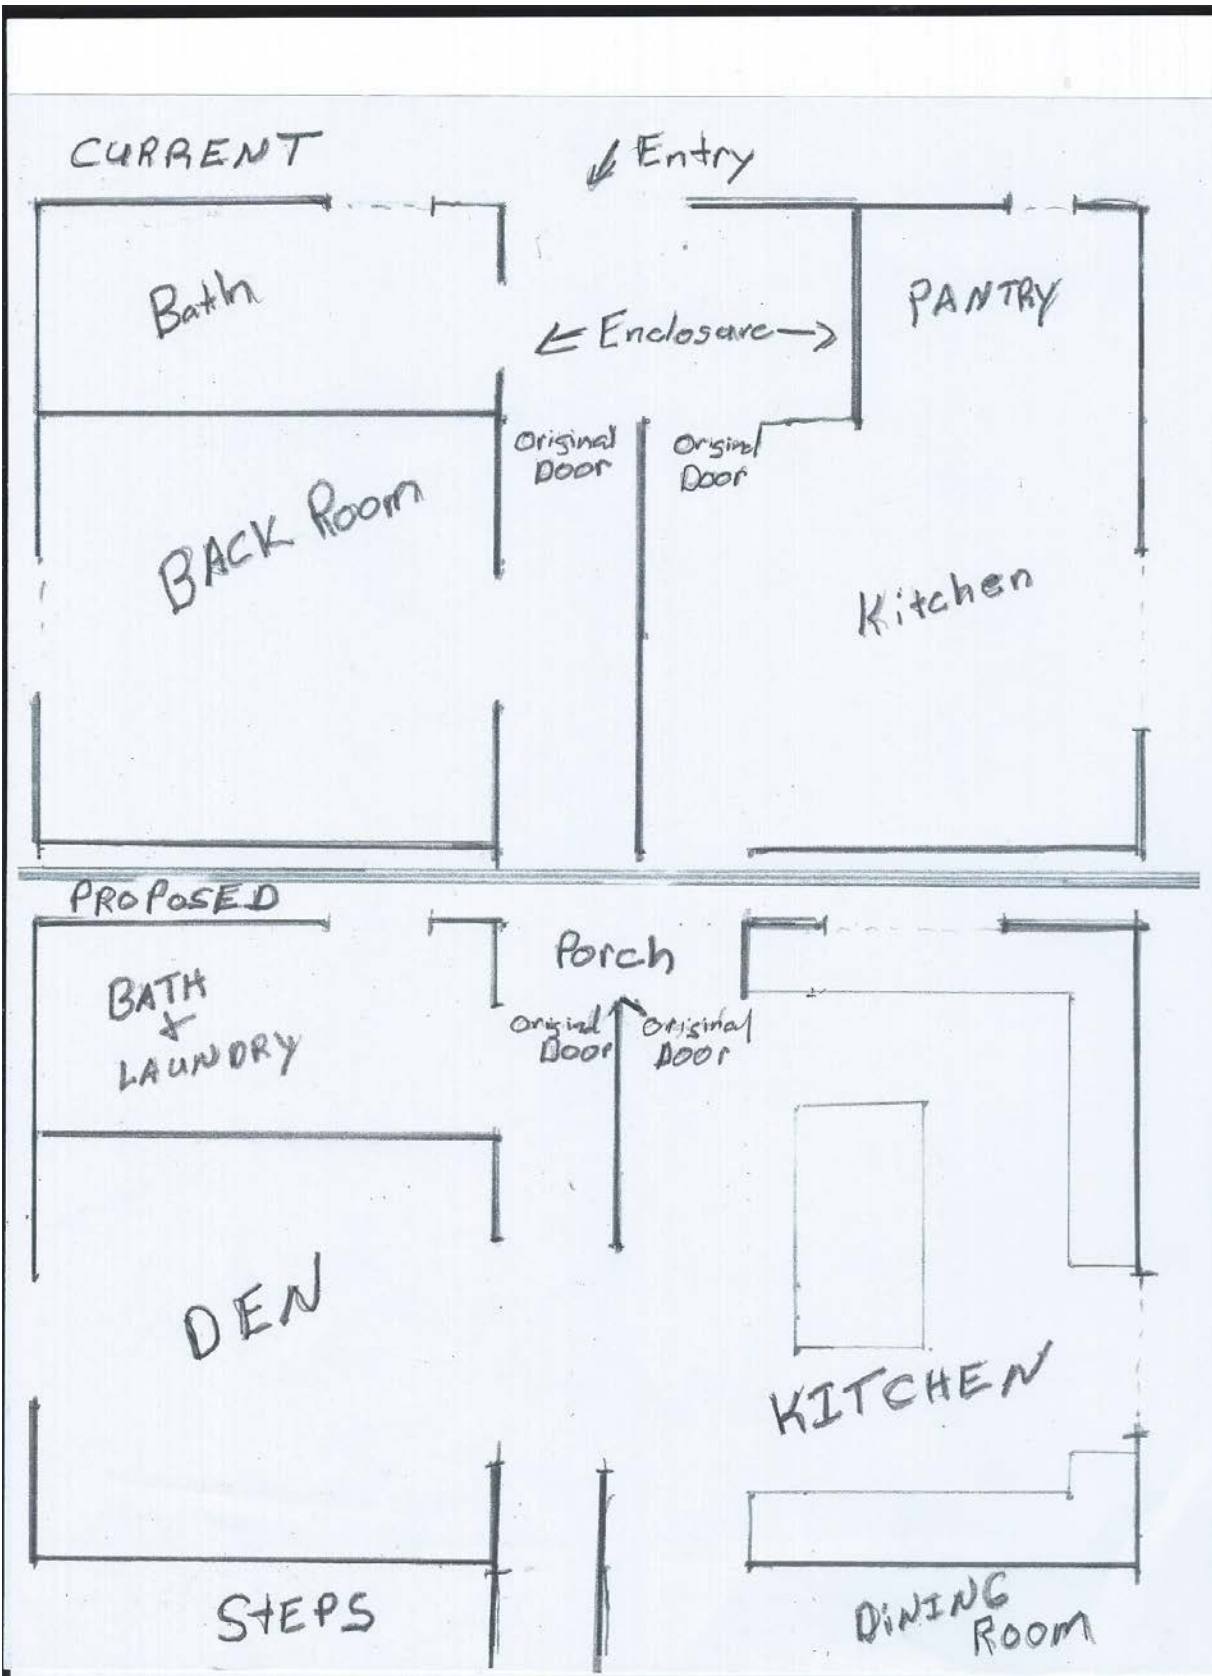 CURRENT
Entry
Bath
PANTRY
Enclosure
Original
Door
Original
Door
BACK Room
Kitchen
PROPOSED
Porch
BATH
+
LAUNDRY
Original
Door
Original
Door
DEN
KITCHEN
STEPS
DINING
ROOM